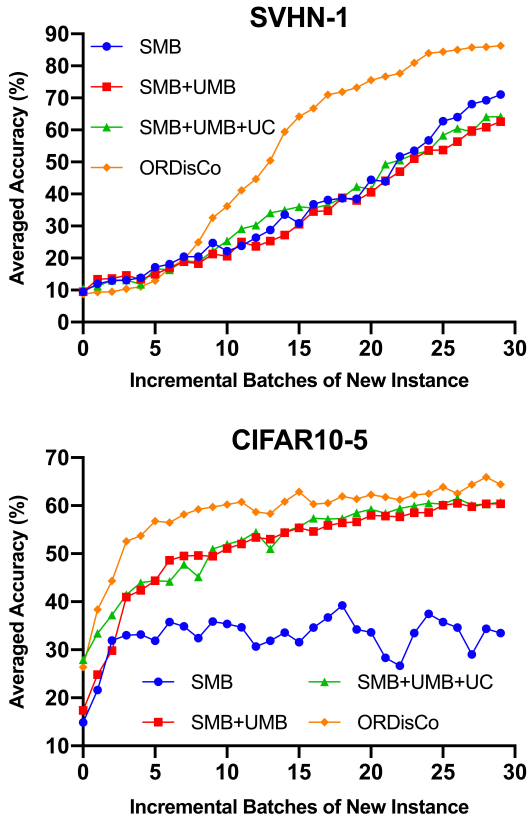 SVHN-1
Averaged Accuracy (%)
90
80
70
60
50
40
30
20
10
0
SMB
SMB+UMB
SMB+UMB+UC
ORDisCo
0 5 10 15 20 25 30
Incremental Batches of New Instance
CIFAR10-5
Averaged Accuracy (%)
70
60
50
40
30
20
10
SMB SMB+UMB+UC
SMB+UMB ORDisCo
0 5 10 15 20 25 30
Incremental Batches of New Instance